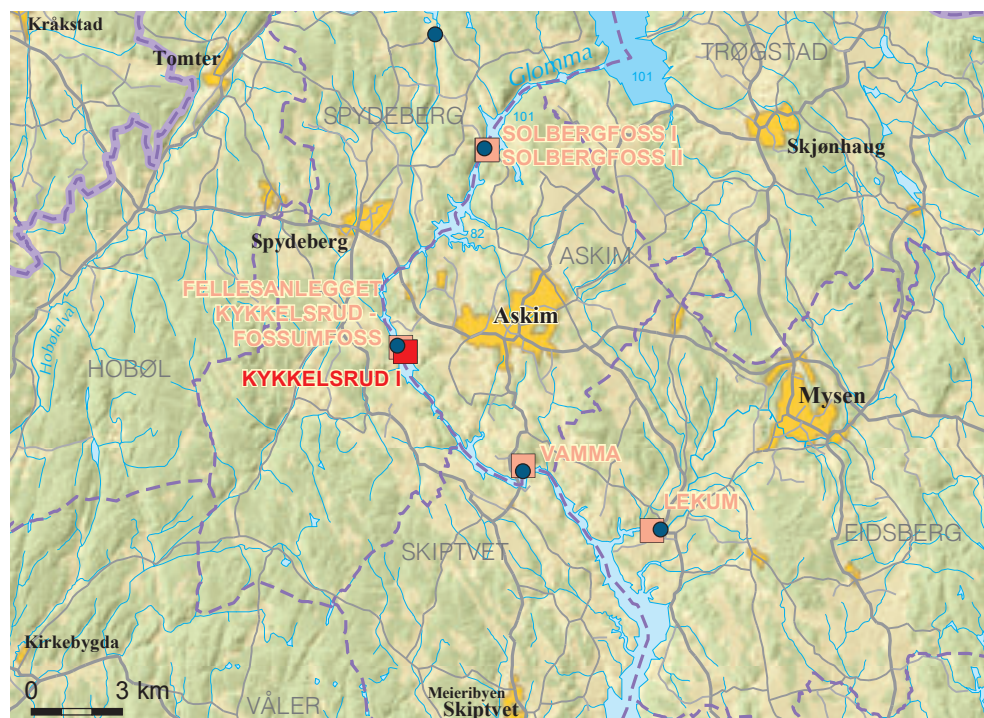 Kråkstad
Tomter
Glomma
TRØGSTAD
101
SPYDEBERG
101
SOLBERGFOSS I
SOLBERGFOSS II
Skjønhaug
Spydeberg
82
ASKIM
FELLESANLEGGET
KYKKELSRUD -
FOSSUMFOSS
Askim
Hobølelva
HOBØL
KYKKELSRUD I
Mysen
VAMMA
LEKUM
SKIPTVET
EIDSBERG
Kirkebygda
0 3 km
VÅLER
Meieribyen
Skiptvet